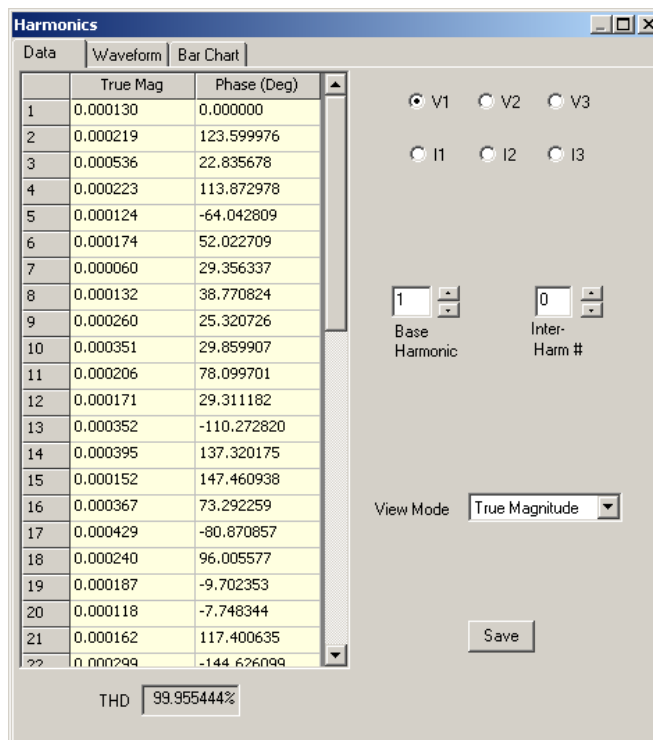 Harmonics
Data Waveform Bar Chart
True Mag Phase (Deg)
1 0.000130 0.000000
2 0.000219 123.599976
3 0.000536 22.835678
4 0.000223 113.872978
5 0.000124 -64.042809
6 0.000174 52.022709
7 0.000060 29.356337
8 0.000132 38.770824
9 0.000260 25.320726
10 0.000351 29.859907
11 0.000206 78.099701
12 0.000171 29.311182
13 0.000352 -110.272820
14 0.000395 137.320175
15 0.000152 147.460938
16 0.000367 73.292259
17 0.000429 -80.870857
18 0.000240 96.005577
19 0.000187 -9.702353
20 0.000118 -7.748344
21 0.000162 117.400635
22 0.000299 -144.626099
THD 99.955444%
V1 V2 V3
I1 I2 I3
1 0
Base Harmonic
Inter-Harm #
View Mode True Magnitude
Save